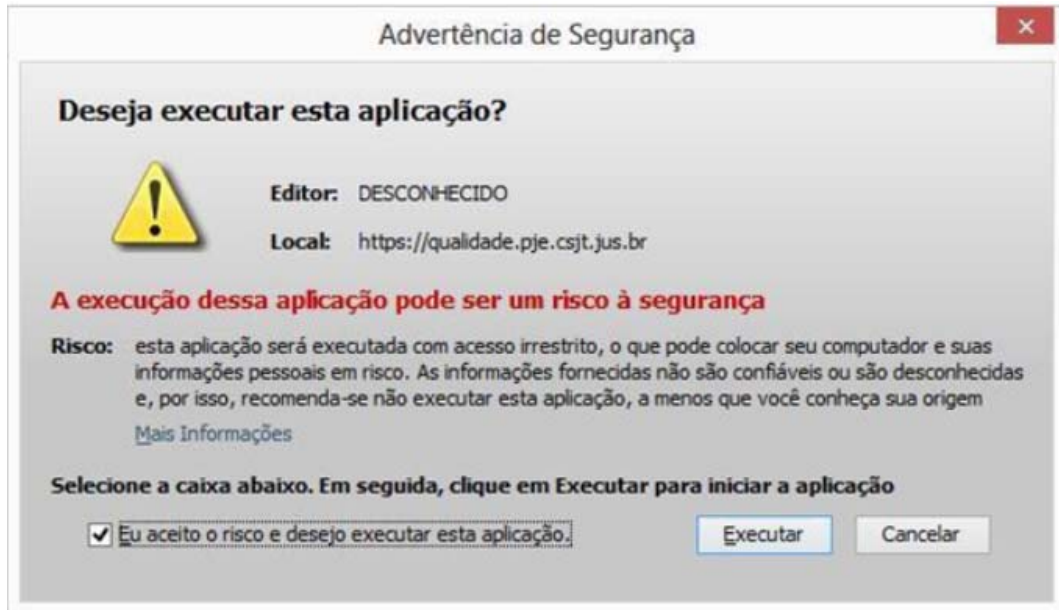 Advertência de Segurança
Deseja executar esta aplicação?
Editor: DESCONHECIDO
Local: https://qualidade.pje.csjt.jus.br
A execução dessa aplicação pode ser um risco à segurança
Risco: esta aplicação será executada com acesso irrestrito, o que pode colocar seu computador e suas
informações pessoais em risco. As informações fornecidas não são confiáveis ou são desconhecidas
e, por isso, recomenda-se não executar esta aplicação, a menos que você conheça sua origem
Mais Informações
Selecione a caixa abaixo. Em seguida, clique em Executar para iniciar a aplicação
Eu aceito o risco e desejo executar esta aplicação. Executar Cancelar